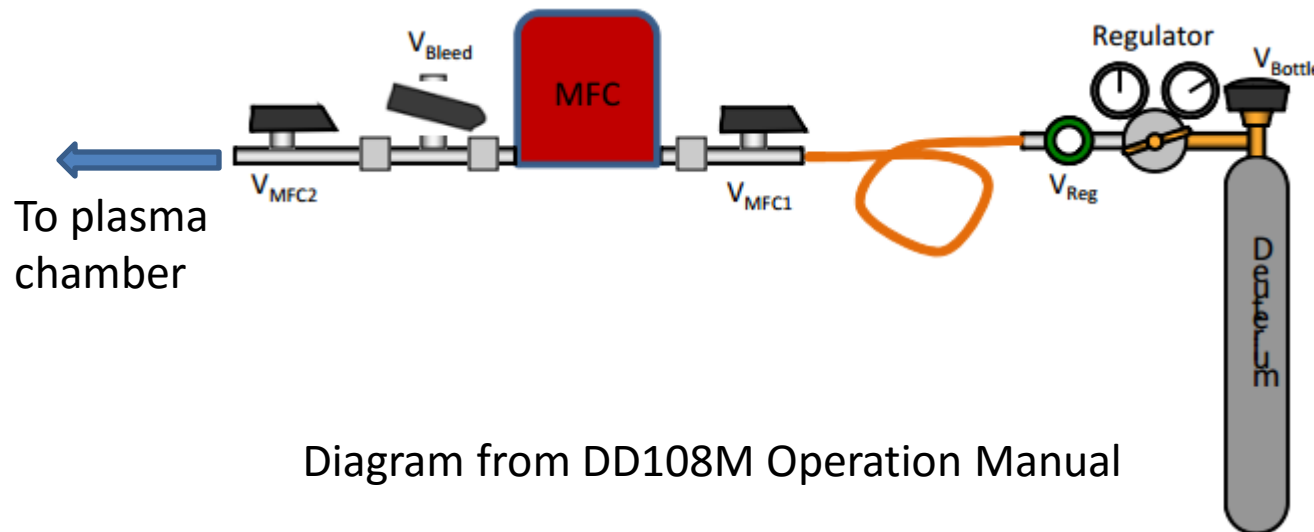 V_Bleed
MFC
Regulator
V_Bottle
V_MFC2
V_MFC1
V_Reg
To plasma
chamber
Deuterium
Diagram from DD108M Operation Manual